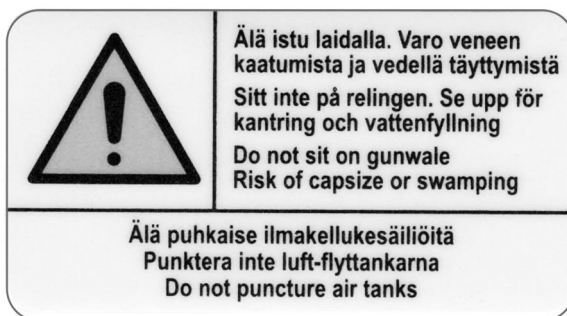 Älä istu laidalla. Varo veneen
kaatumista ja vedellä täyttymistä
Sitt inte på relingen. Se upp för
kantring och vattenfyllning
Do not sit on gunwale
Risk of capsize or swamping
Älä puhkaise ilmakellukesäiliöitä
Punktera inte luft-flyttankarna
Do not puncture air tanks